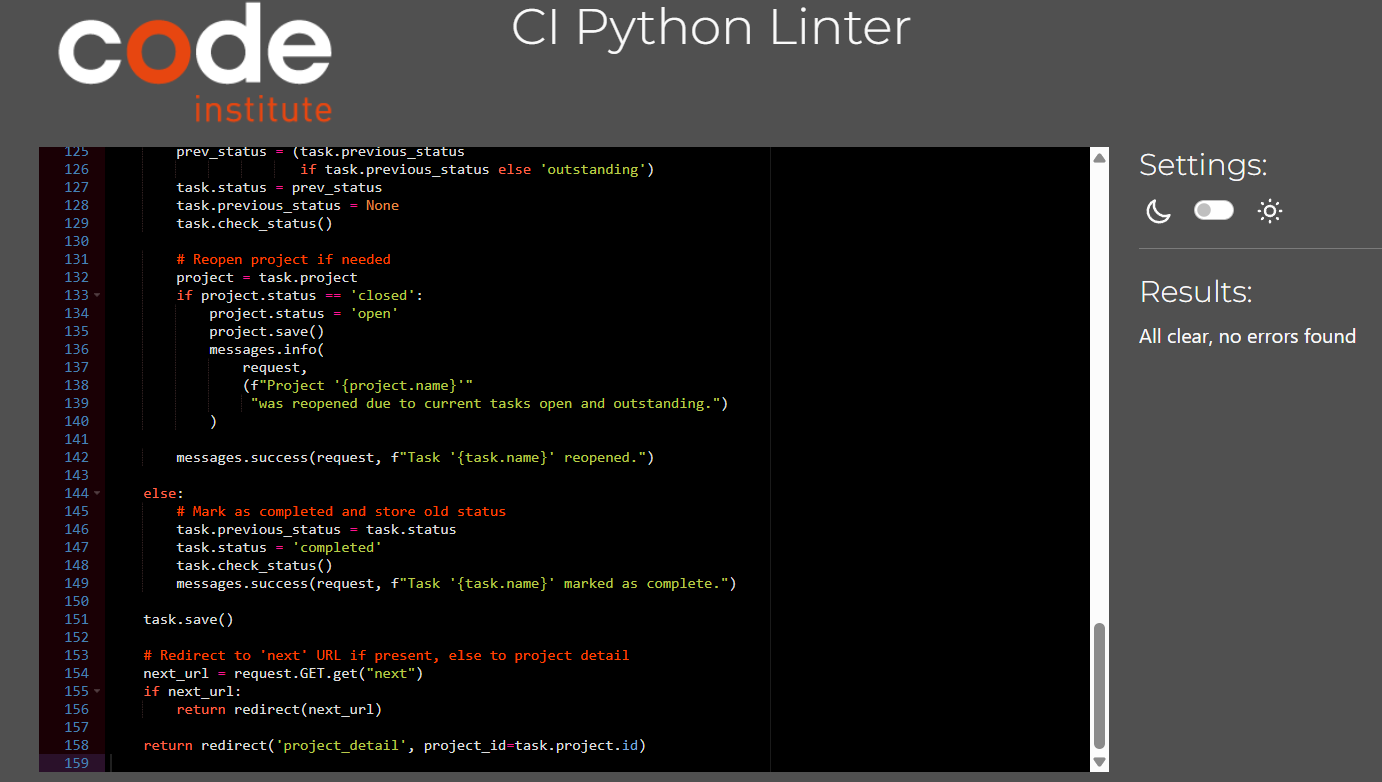 code
institute
CI Python Linter
125 prev_status = (task.previous_status
126 if task.previous_status else 'outstanding')
127 task.status = prev_status
128 task.previous_status = None
129 task.check_status()
130
131 # Reopen project if needed
132 project = task.project
133 if project.status == 'closed':
134 project.status = 'open'
135 project.save()
136 messages.info(
137 request,
138 (f"Project '{project.name}'"
139 "was reopened due to current tasks open and outstanding.")
140 )
141
142 messages.success(request, f"Task '{task.name}' reopened.")
143
144 else:
145 # Mark as completed and store old status
146 task.previous_status = task.status
147 task.status = 'completed'
148 task.check_status()
149 messages.success(request, f"Task '{task.name}' marked as complete.")
150
151 task.save()
152
153 # Redirect to 'next' URL if present, else to project detail
154 next_url = request.GET.get("next")
155 if next_url:
156 return redirect(next_url)
157
158 return redirect('project_detail', project_id=task.project.id)
159
Settings:
Results:
All clear, no errors found